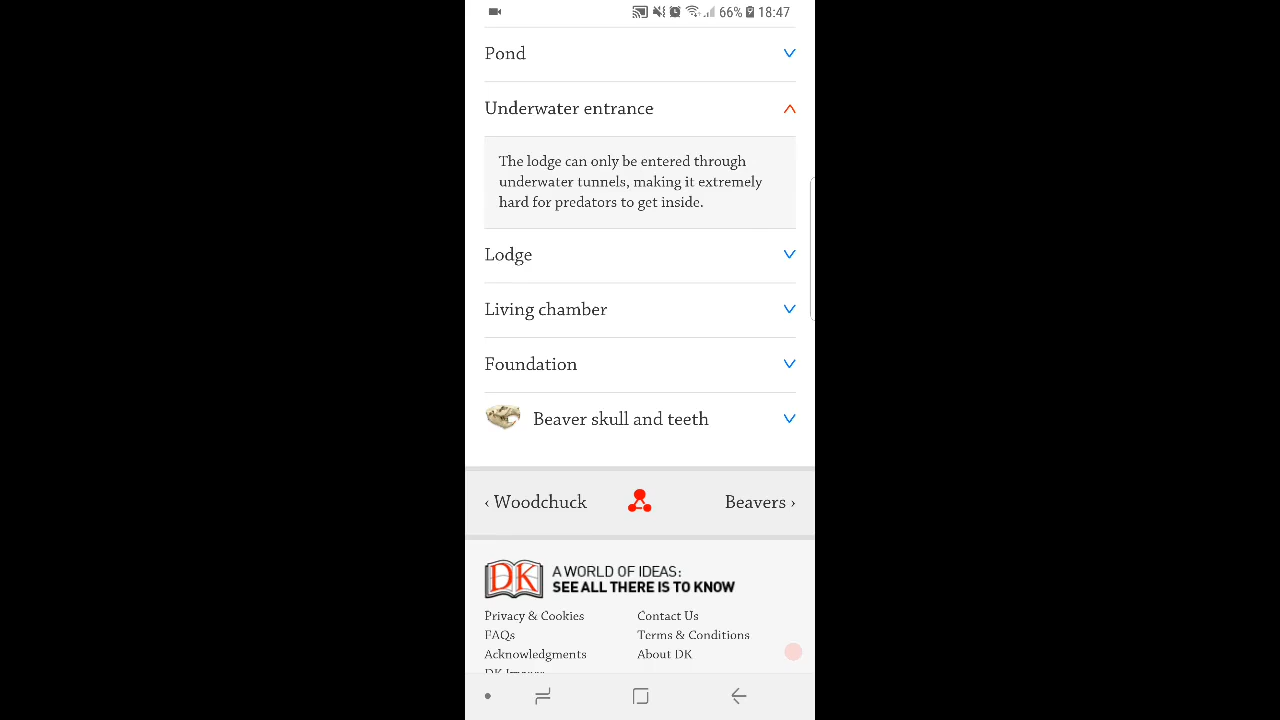 66% 18:47
Pond
Underwater entrance
The lodge can only be entered through
underwater tunnels, making it extremely
hard for predators to get inside.
Lodge
Living chamber
Foundation
Beaver skull and teeth
‹ Woodchuck Beavers ›
DK A WORLD OF IDEAS:
SEE ALL THERE IS TO KNOW
Privacy & Cookies Contact Us
FAQs Terms & Conditions
Acknowledgments About DK
DK Images